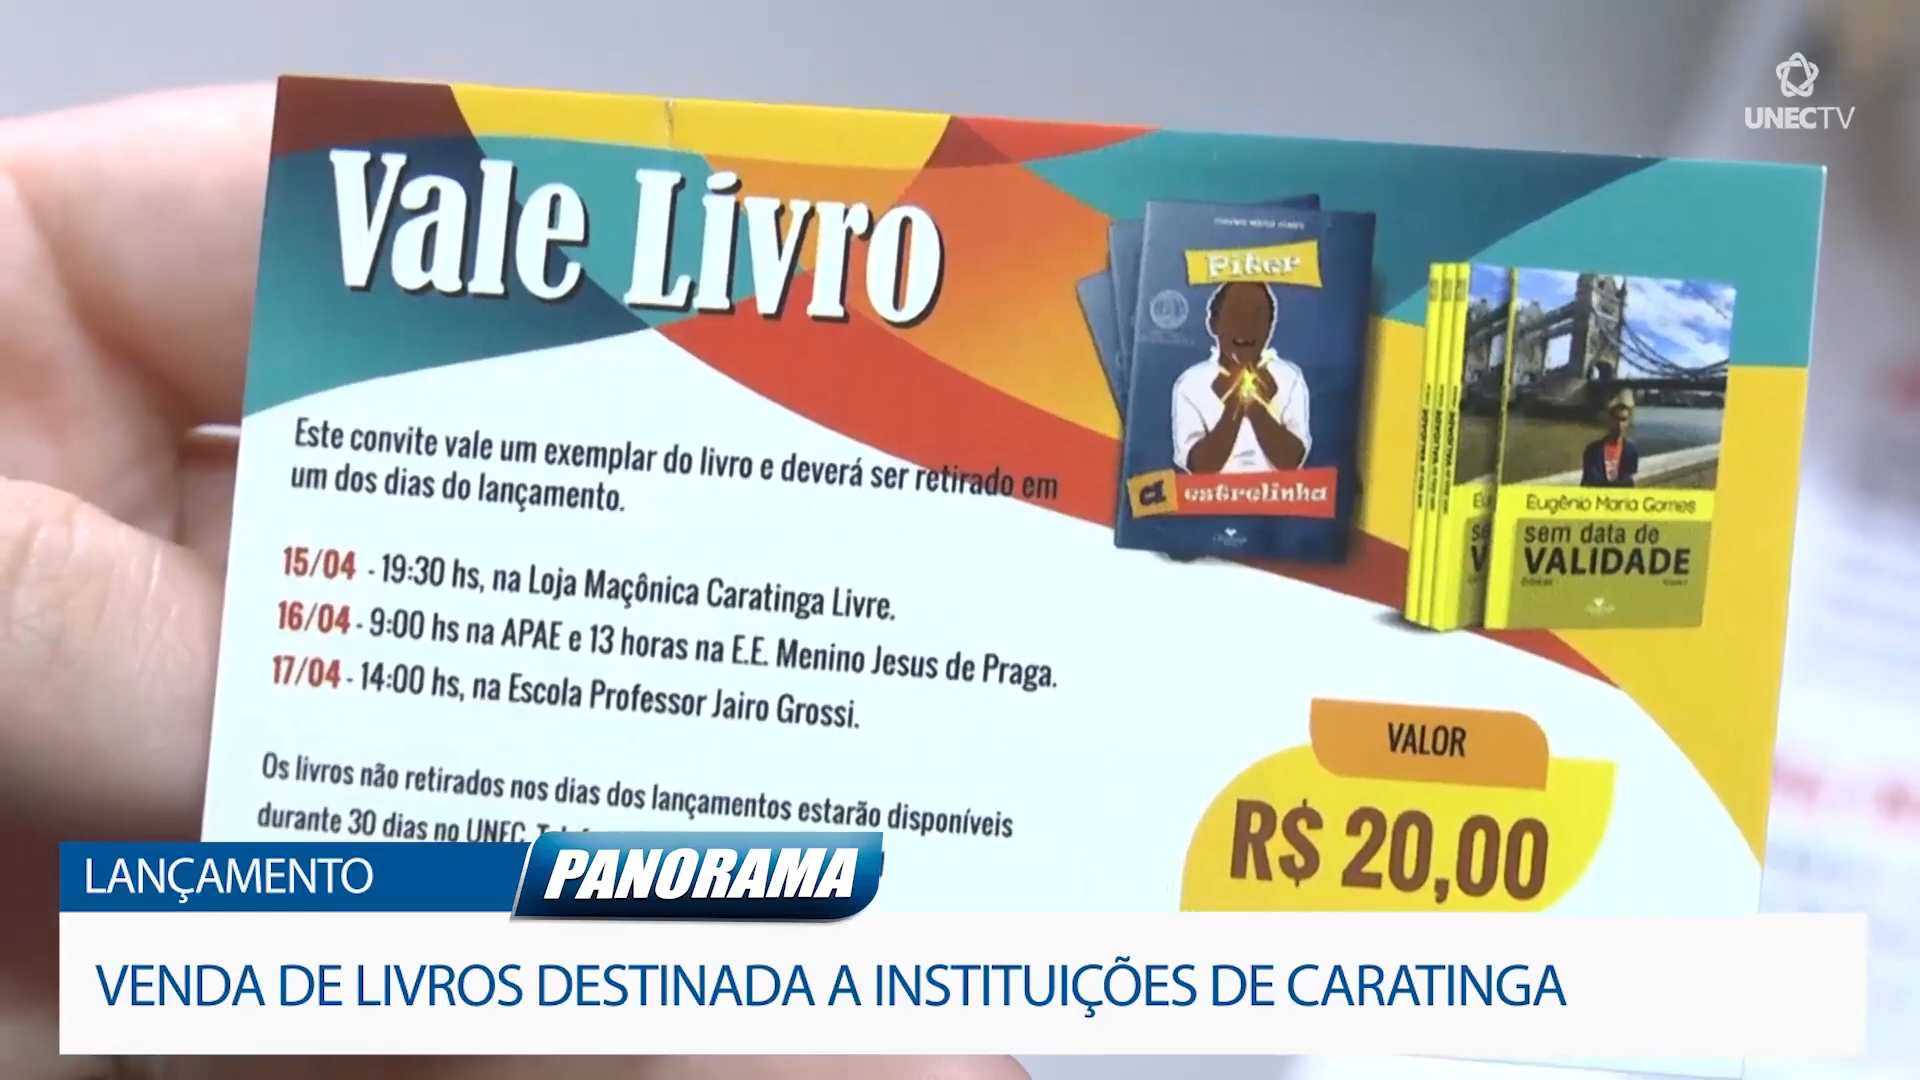 UNECTV
Vale Livro
Piter
a estrelinha
Eugênio Maria Gomes
sem data de
VALIDADE
Este convite vale um exemplar do livro e deverá ser retirado em
um dos dias do lançamento.
15/04 - 19:30 hs, na Loja Maçônica Caratinga Livre.
16/04 - 9:00 hs na APAE e 13 horas na E.E. Menino Jesus de Praga.
17/04 - 14:00 hs, na Escola Professor Jairo Grossi.
Os livros não retirados nos dias dos lançamentos estarão disponíveis
durante 30 dias no UNEC.
VALOR
R$ 20,00
LANÇAMENTO
PANORAMA
VENDA DE LIVROS DESTINADA A INSTITUIÇÕES DE CARATINGA